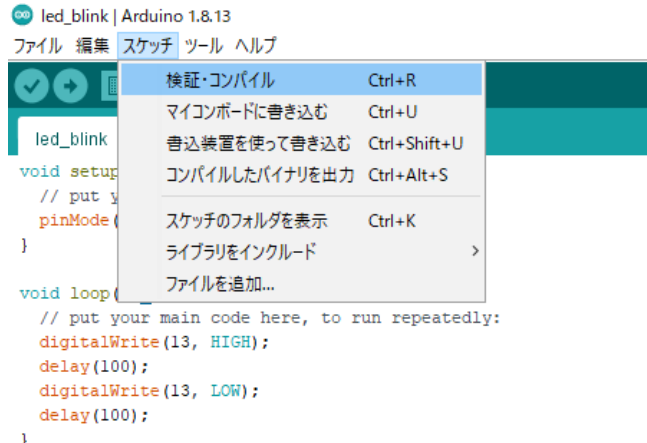 led_blink | Arduino 1.8.13
ファイル 編集 スケッチ ツール ヘルプ
検証・コンパイル Ctrl+R
マイコンボードに書き込む Ctrl+U
書込装置を使って書き込む Ctrl+Shift+U
コンパイルしたバイナリを出力 Ctrl+Alt+S
スケッチのフォルダを表示 Ctrl+K
ライブラリをインクルード
ファイルを追加...
led_blink
void setup
// put
pinMode(
}
void loop(
// put your main code here, to run repeatedly:
digitalWrite(13, HIGH);
delay(100);
digitalWrite(13, LOW);
delay(100);
}